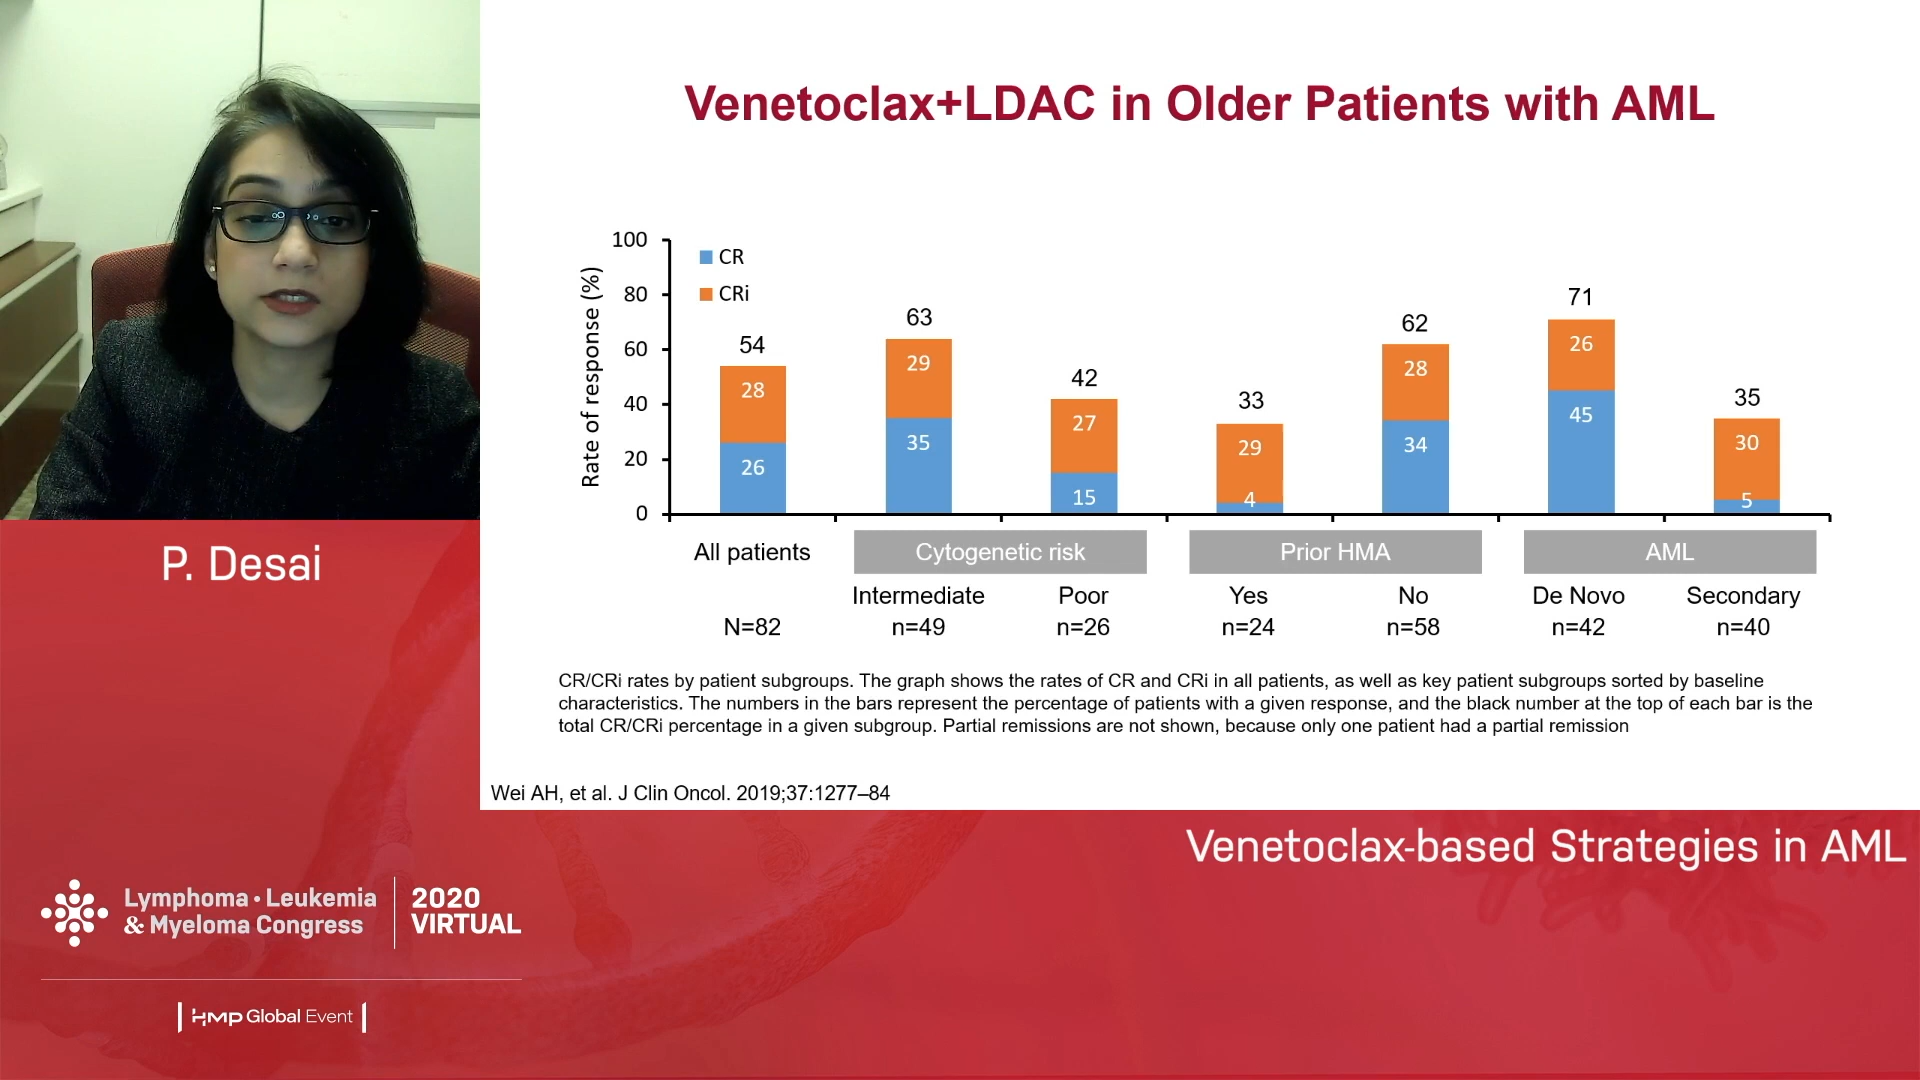 Venetoclax+LDAC in Older Patients with AML
Rate of response (%)
100
80
60
40
20
0
CR
CRi
54
28
26
63
29
35
42
27
15
33
29
4
62
28
34
71
26
45
35
30
5
All patients
Cytogenetic risk
Prior HMA
AML
Intermediate
Poor
Yes
No
De Novo
Secondary
N=82
n=49
n=26
n=24
n=58
n=42
n=40
CR/CRi rates by patient subgroups. The graph shows the rates of CR and CRi in all patients, as well as key patient subgroups sorted by baseline
characteristics. The numbers in the bars represent the percentage of patients with a given response, and the black number at the top of each bar is the
total CR/CRi percentage in a given subgroup. Partial remissions are not shown, because only one patient had a partial remission
Wei AH, et al. J Clin Oncol. 2019;37:1277–84
P. Desai
Venetoclax-based Strategies in AML
Lymphoma • Leukemia
& Myeloma Congress
2020
VIRTUAL
HMP Global Event